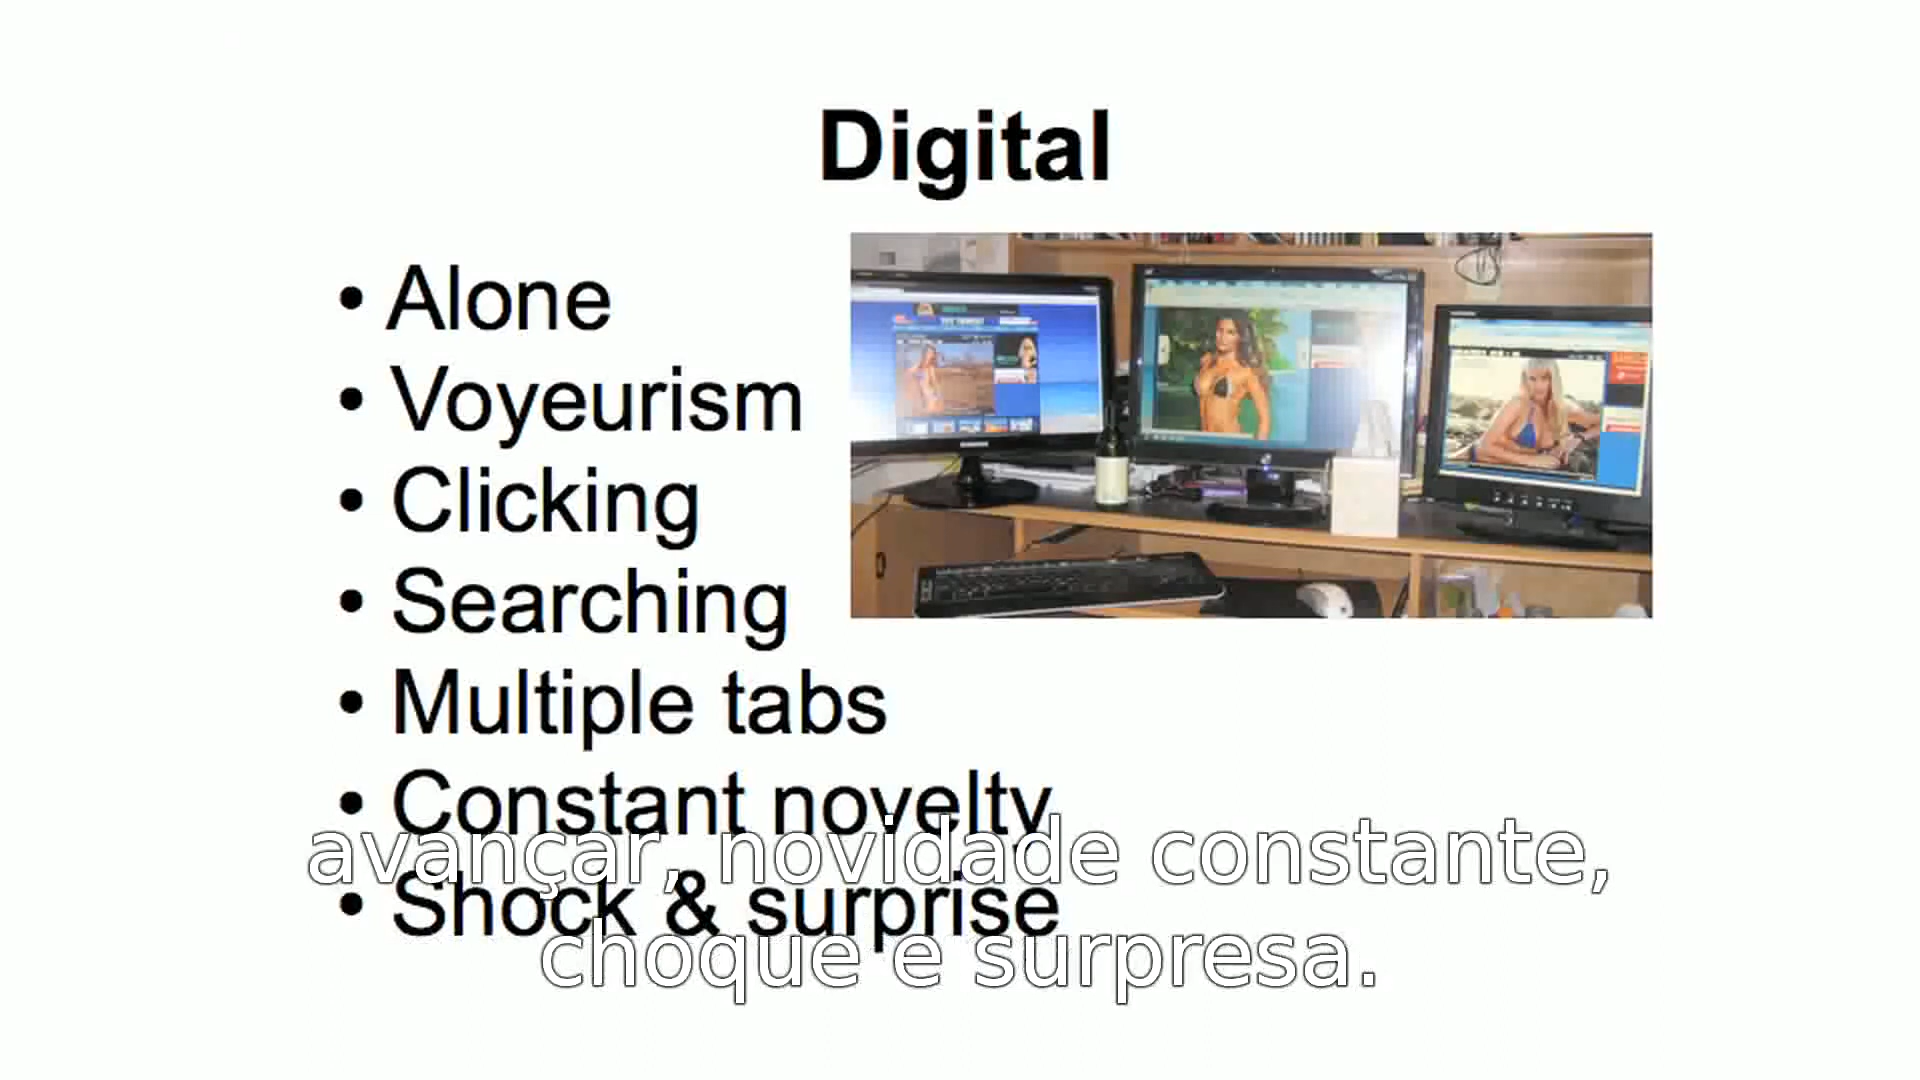 Digital
• Alone
• Voyeurism
• Clicking
• Searching
• Multiple tabs
• Constant novelty
• Shock & surprise
avançar, novidade constante,
choque e surpresa.